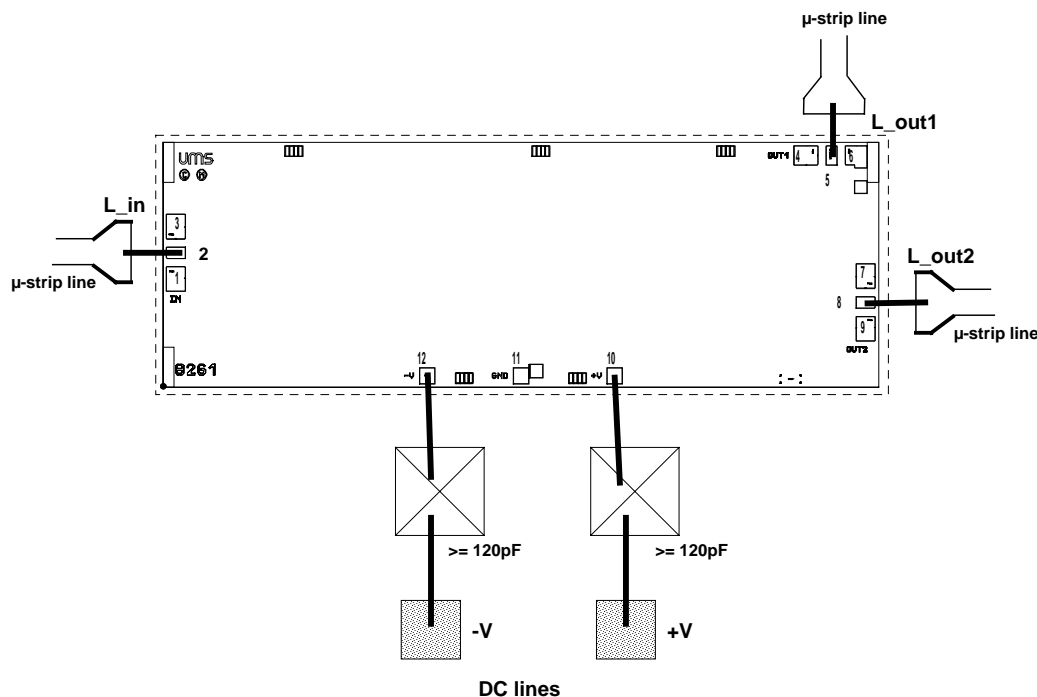 µ-strip line
L_out1
UMS
© M
OUT1
4
5
6
L_in
3
2
1
IN
µ-strip line
L_out2
7
8
9
OUT2
µ-strip line
8261
12
11
10
-V
GND
+V
>= 120pF
>= 120pF
-V
+V
DC lines